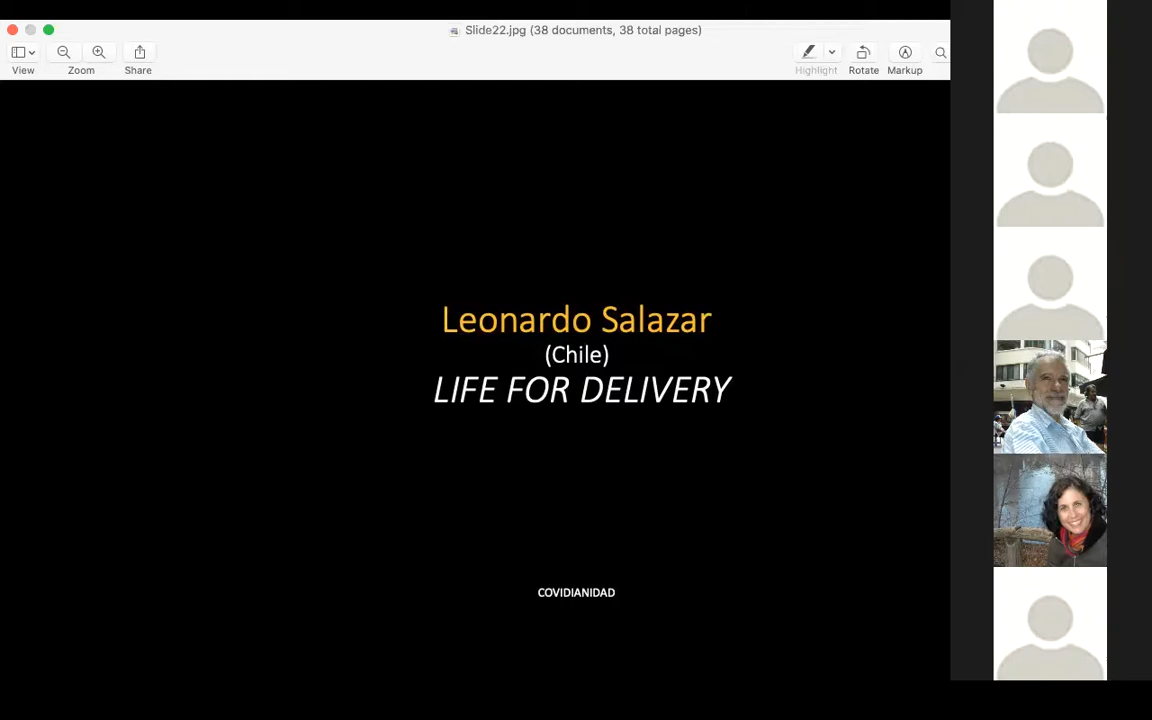 Slide22.jpg (38 documents, 38 total pages)
View
Zoom
Share
Highlight
Rotate
Markup
Leonardo Salazar
(Chile)
LIFE FOR DELIVERY
COVIDIANIDAD